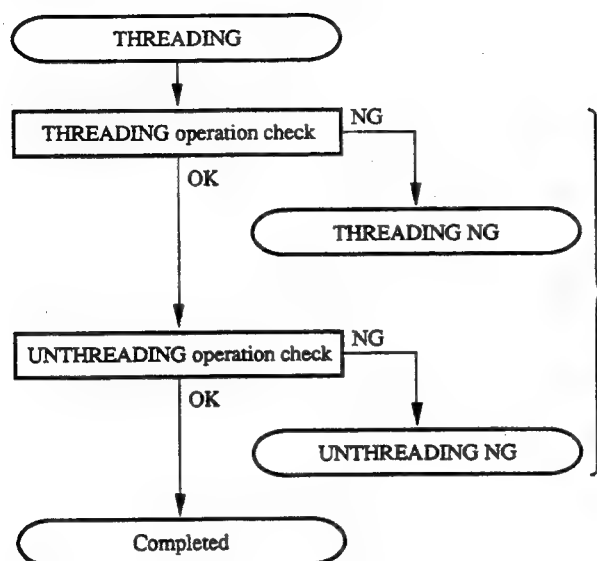 THREADING
THREADING operation check
NG
OK
THREADING NG
UNTHREADING operation check
NG
OK
UNTHREADING NG
Completed